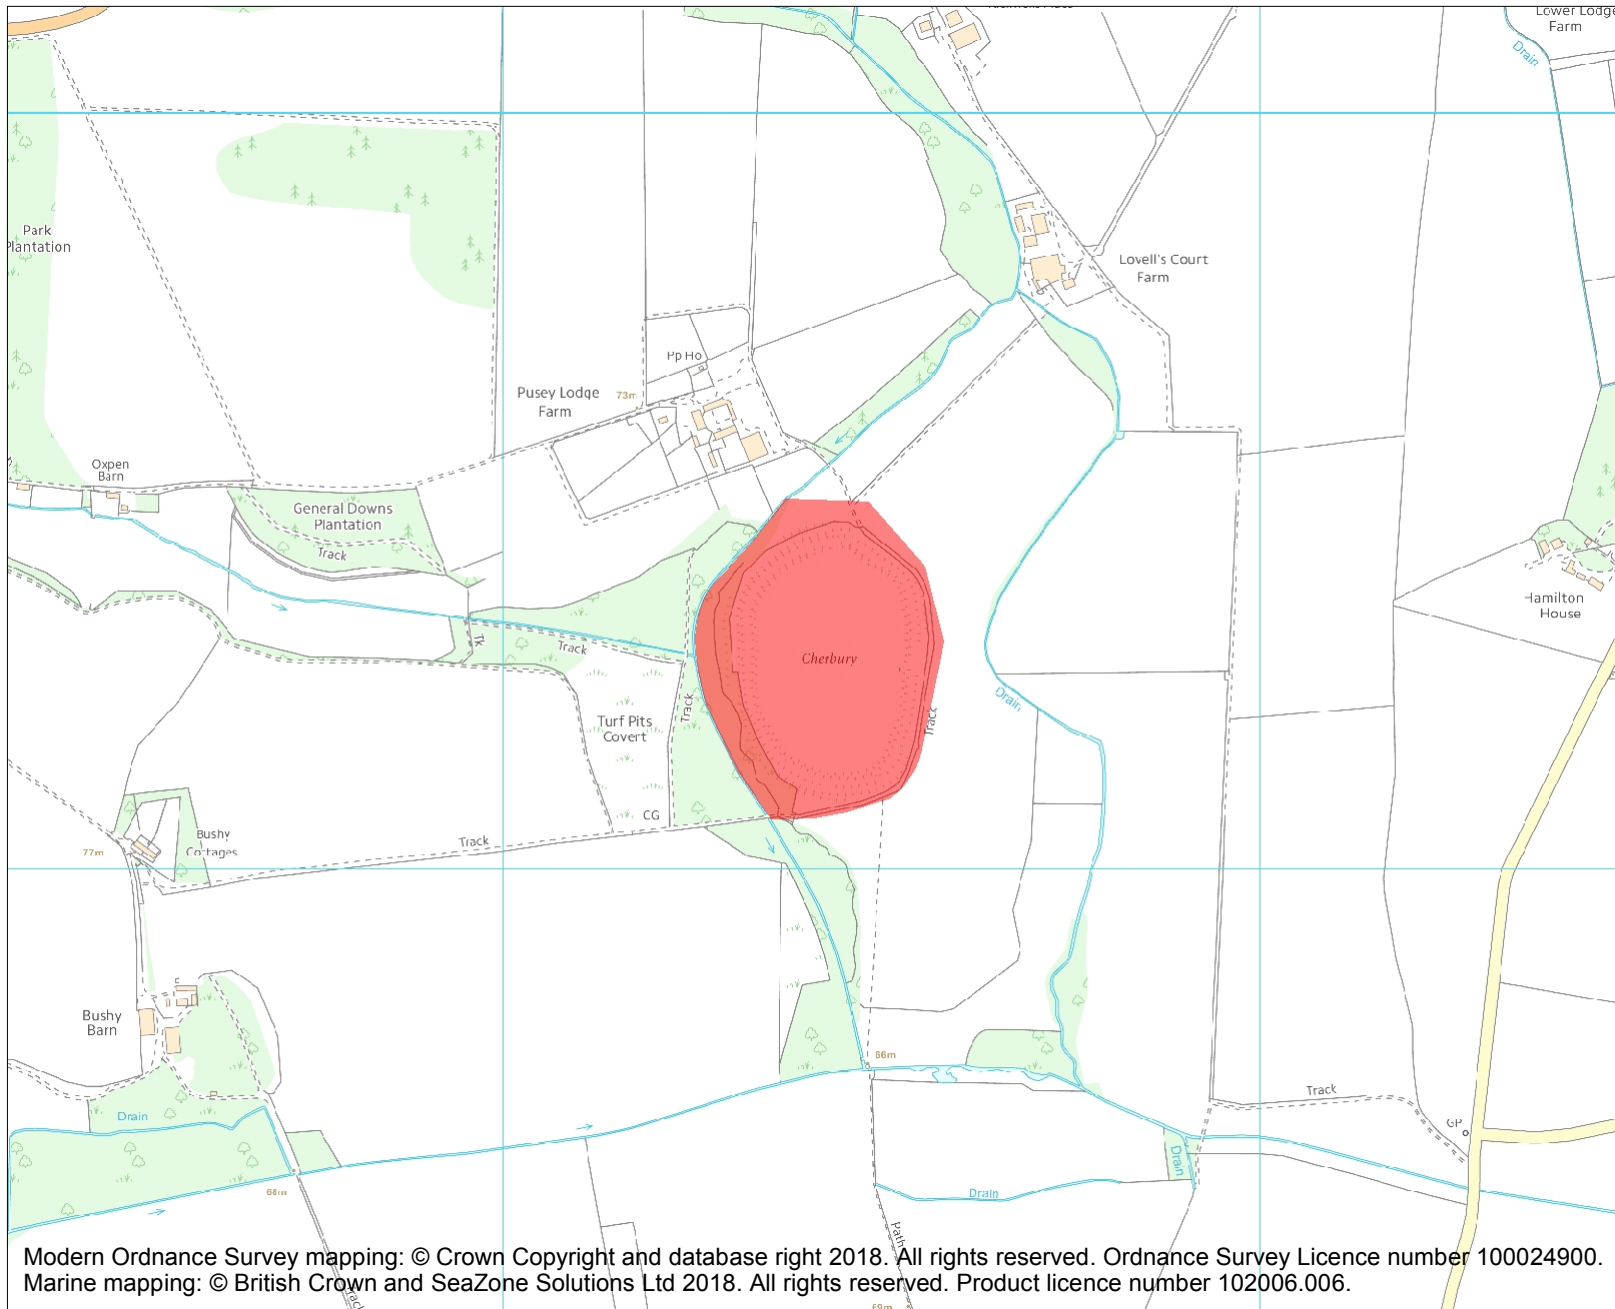 Lower Lodge
Farm
Drain
Park
Plantation
Lovell's Court
Farm
Pp Ho
Pusey Lodge
Farm
73m
Oxpen
Barn
General Downs
Plantation
Track
Hamilton
House
Tk
Track
Cherbury
Drain
Track
Track
Turf Pits
Covert
CG
Bushy
Cottages
77m
Track
Bushy
Barn
66m
Track
GP
Drain
Drain
Drain
68m
Path
Track
69m
Modern Ordnance Survey mapping: © Crown Copyright and database right 2018. All rights reserved. Ordnance Survey Licence number 100024900.
Marine mapping: © British Crown and SeaZone Solutions Ltd 2018. All rights reserved. Product licence number 102006.006.